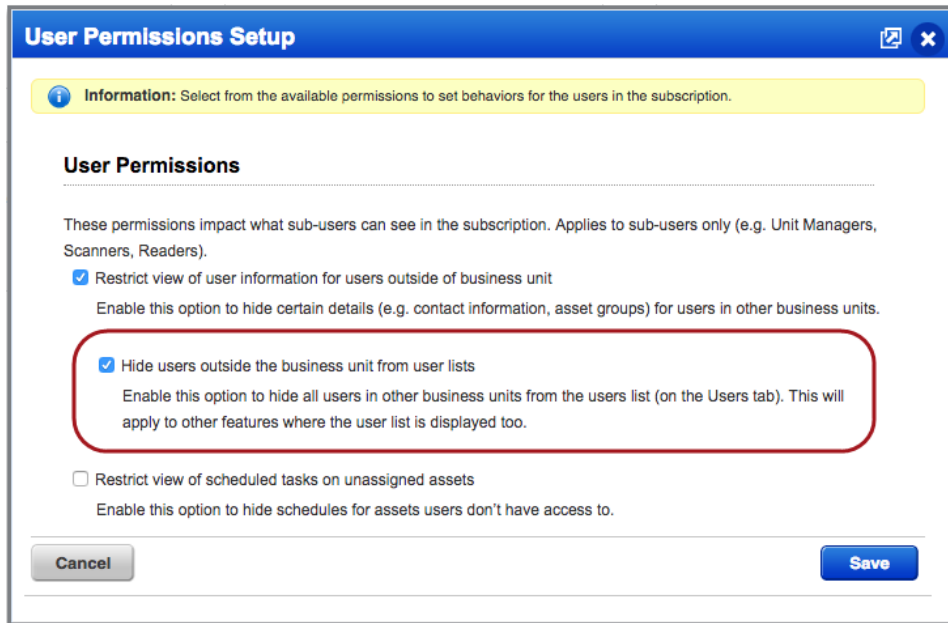 User Permissions Setup
Information: Select from the available permissions to set behaviors for the users in the subscription.
User Permissions
These permissions impact what sub-users can see in the subscription. Applies to sub-users only (e.g. Unit Managers,
Scanners, Readers).
Restrict view of user information for users outside of business unit
Enable this option to hide certain details (e.g. contact information, asset groups) for users in other business units.
Hide users outside the business unit from user lists
Enable this option to hide all users in other business units from the users list (on the Users tab). This will
apply to other features where the user list is displayed too.
Restrict view of scheduled tasks on unassigned assets
Enable this option to hide schedules for assets users don't have access to.
Cancel
Save